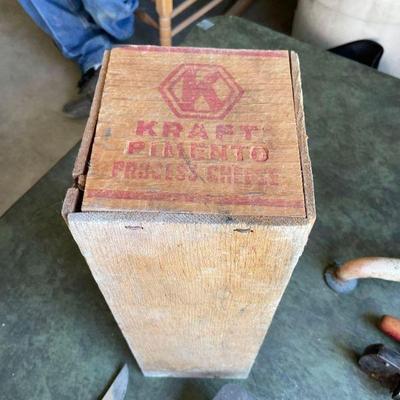 K
KRAFT
PIMENTO
PROCESS CHEESE